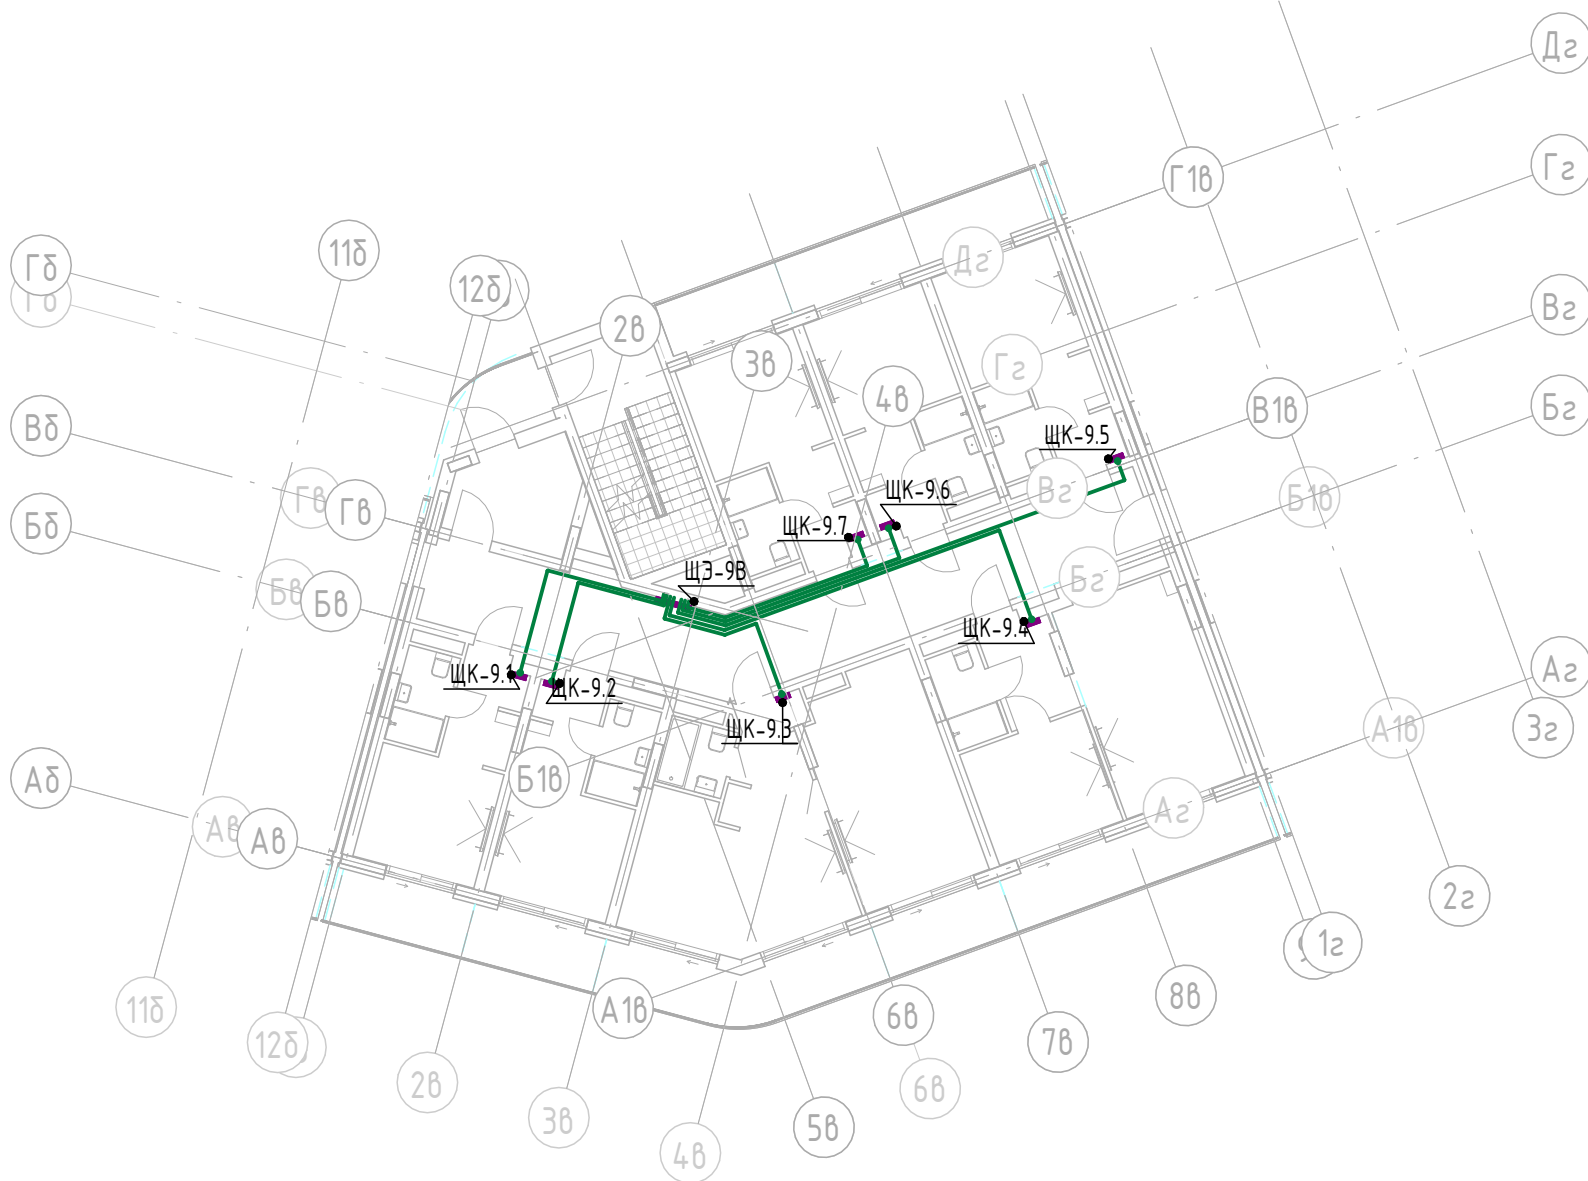 Дг
Гг
Г1в
Гб
Гб
11б
12б
Дг
2в
Вг
3в
Гг
4в
В1в
Бг
Вб
ЩК-9.5
ЩК-9.6
Вг
Б1в
Гв
Гв
Бб
ЩК-9.7
ЩЭ-9В
Бг
Бв
Бв
ЩК-9.4
Аг
ЩК-9.1
ЩК-9.2
ЩК-9.3
А1в
3г
Аб
Б1в
Аг
Ав
Ав
2г
1г
8в
11б
А1в
6в
7в
12б
2в
6в
3в
5в
4в